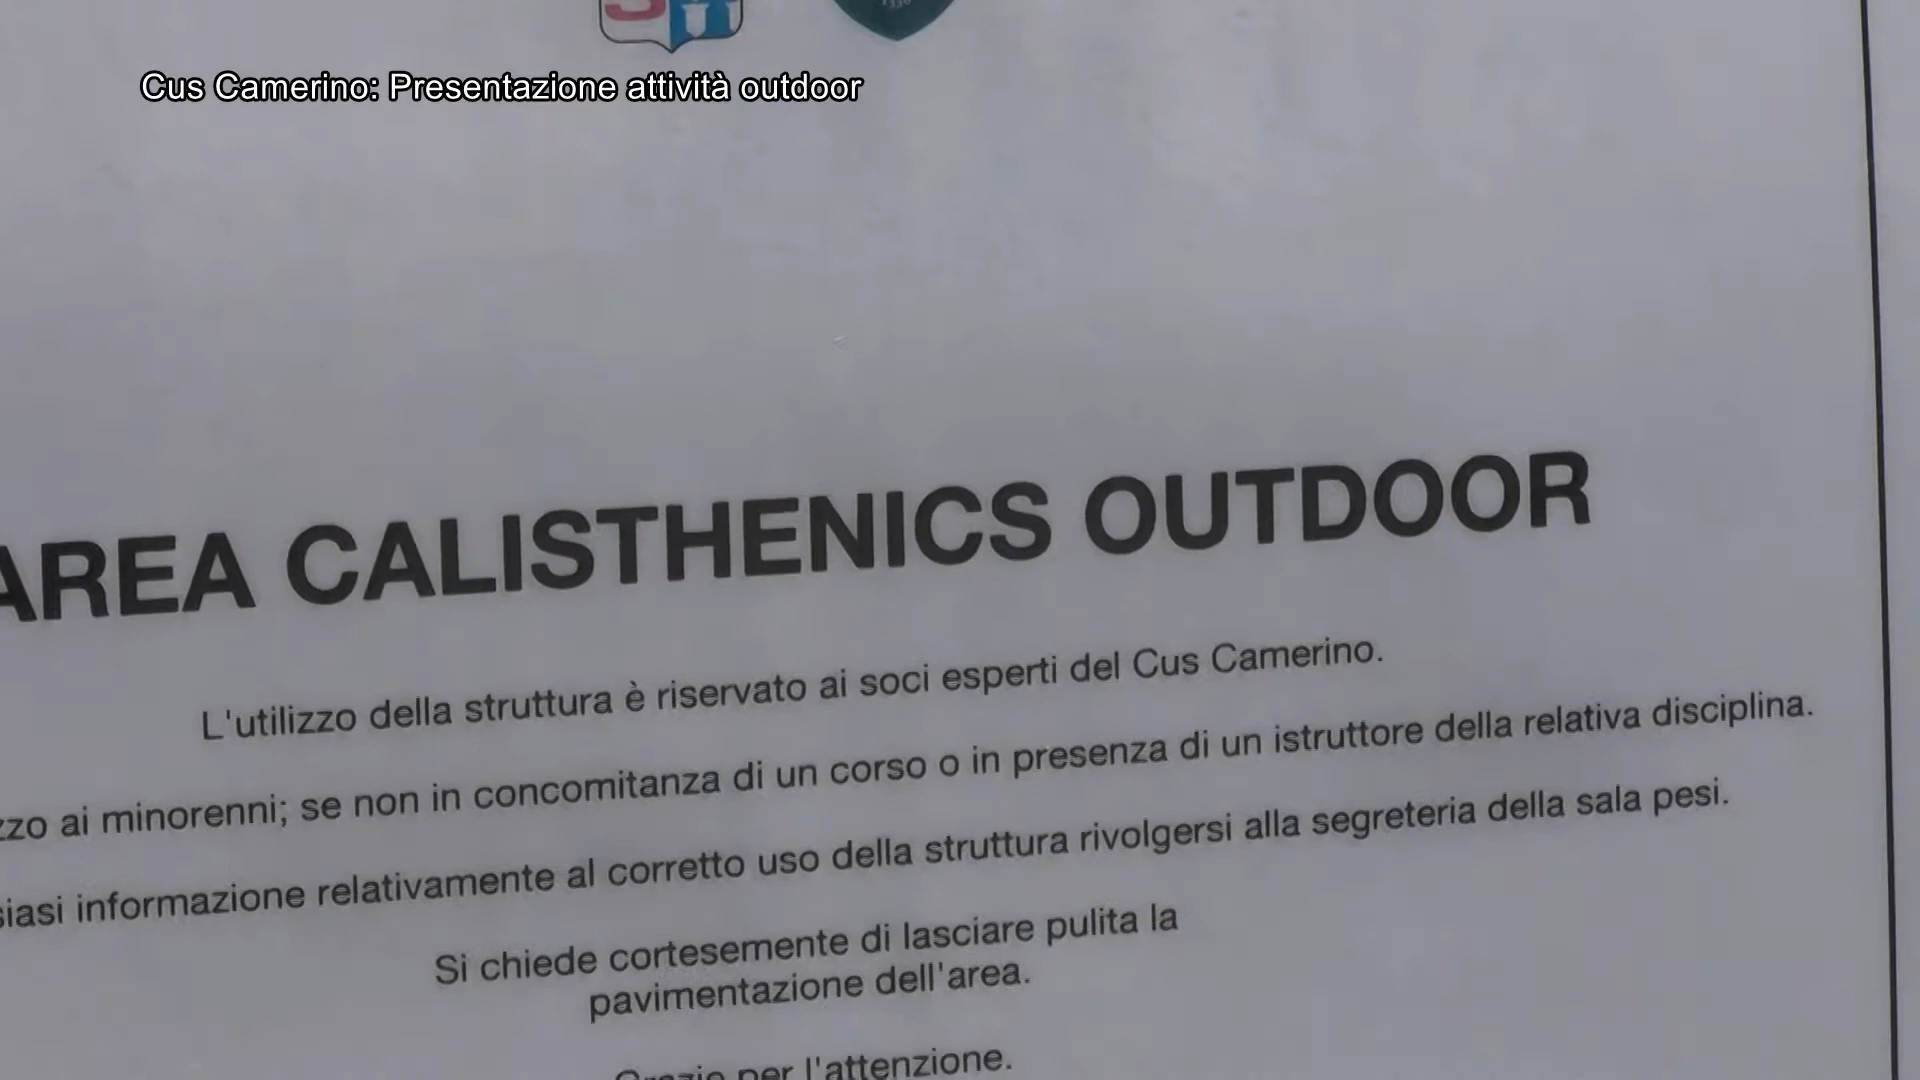 Cus Camerino: Presentazione attività outdoor
AREA CALISTHENICS OUTDOOR
L'utilizzo della struttura è riservato ai soci esperti del Cus Camerino.
ai minorenni; se non in concomitanza di un corso o in presenza di un istruttore della relativa disciplina.
informazione relativamente al corretto uso della struttura rivolgersi alla segreteria della sala pesi.
Si chiede cortesemente di lasciare pulita la
pavimentazione dell'area.
Grazie per l'attenzione.